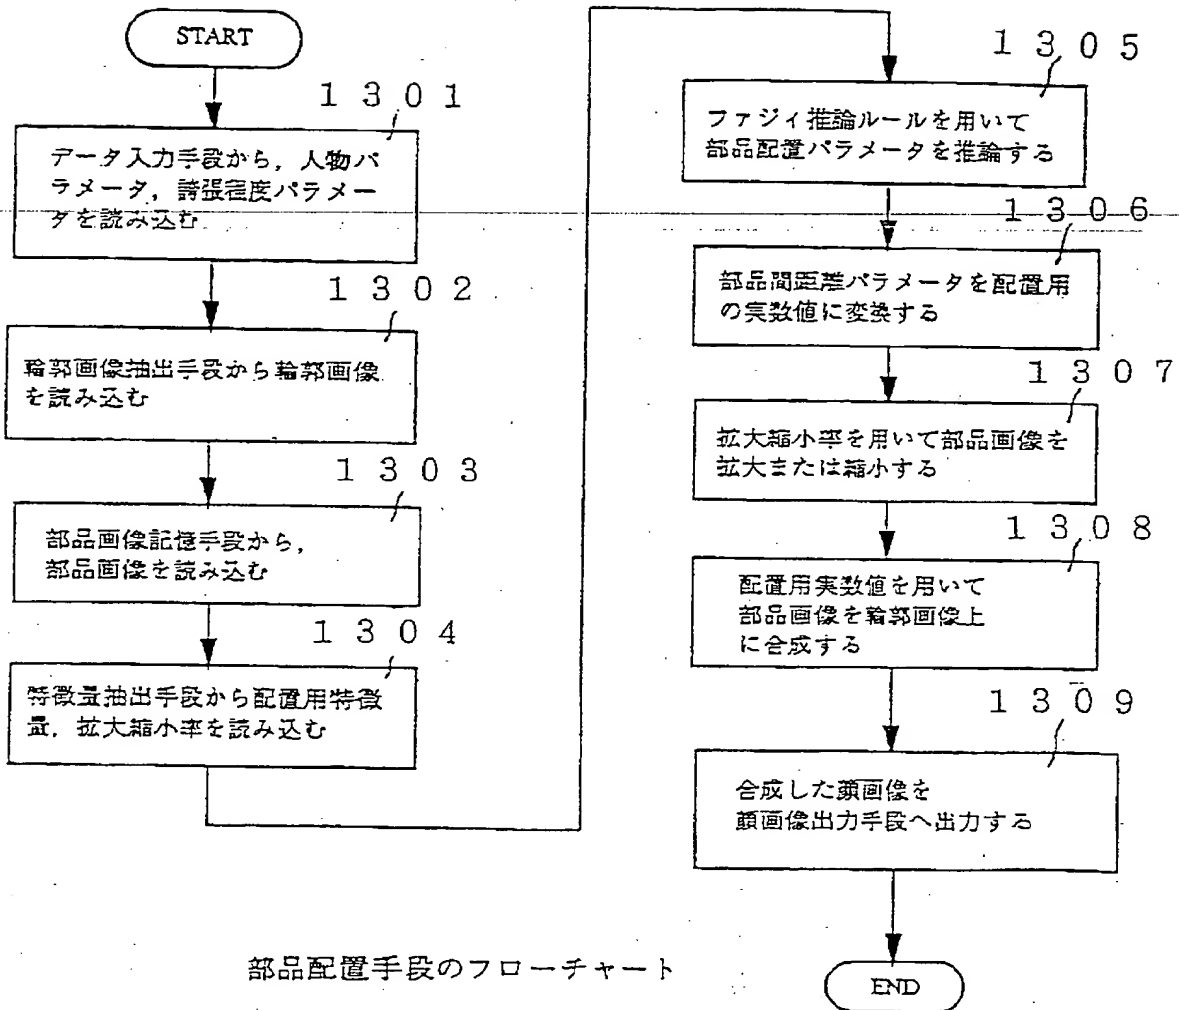 START
1301
データ入力手段から，人物パ
ラメータ，誇張程度パラメー
タを読み込む
1302
輪郭画像抽出手段から輪郭画像
を読み込む
1303
部品画像記憶手段から，
部品画像を読み込む
1304
特徴量抽出手段から配置用特徴
量，拡大縮小率を読み込む
1305
ファジィ推論ルールを用いて
部品配置パラメータを推論する
1306
部品間距離パラメータを配置用
の実数値に変換する
1307
拡大縮小率を用いて部品画像を
拡大または縮小する
1308
配置用実数値を用いて
部品画像を輪郭画像上
に合成する
1309
合成した顔画像を
顔画像出力手段へ出力する
END
部品配置手段のフローチャート